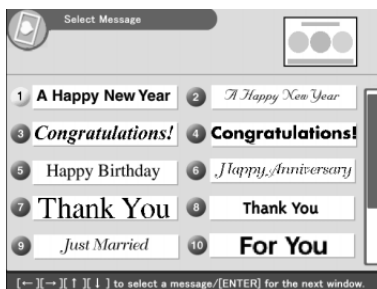 Select Message
1 A Happy New Year
2 A Happy New Year
3 Congratulations!
4 Congratulations!
5 Happy Birthday
6 Happy Anniversary
7 Thank You
8 Thank You
9 Just Married
10 For You
[←][→][↑][↓] to select a message/[ENTER] for the next window.